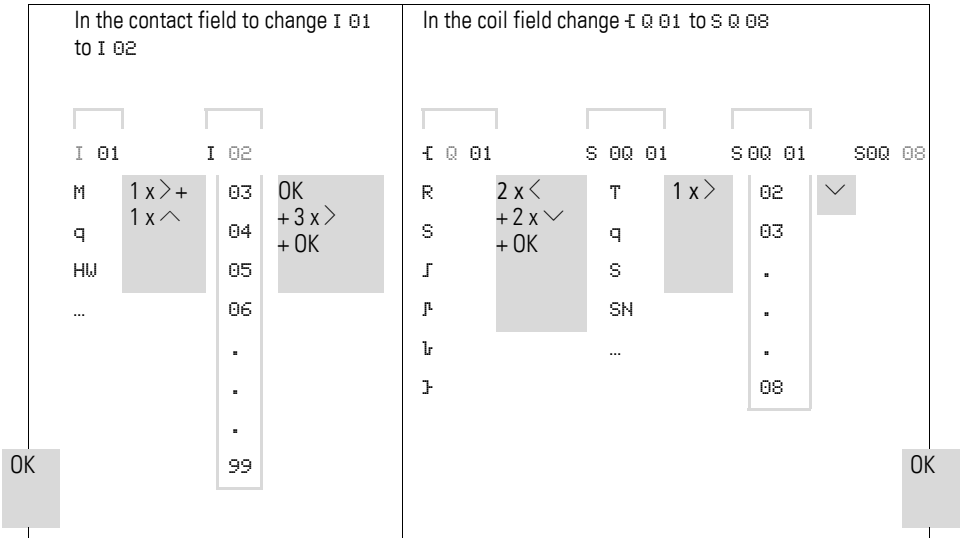 In the contact field to change I 01
to I 02
I 01
M
q
HW
…
1 x > +
1 x ^
I 02
03
04
05
06
.
.
.
99
OK
+ 3 x >
+ OK
OK
In the coil field change Ɛ Q 01 to S Q 08
Ɛ Q 01
R
S
2 x <
+ 2 x ﹀
+ OK
S 0Q 01
T
q
S
SN
…
1 x >
S 0Q 01
02
03
.
.
.
08
﹀
S0Q 08
OK